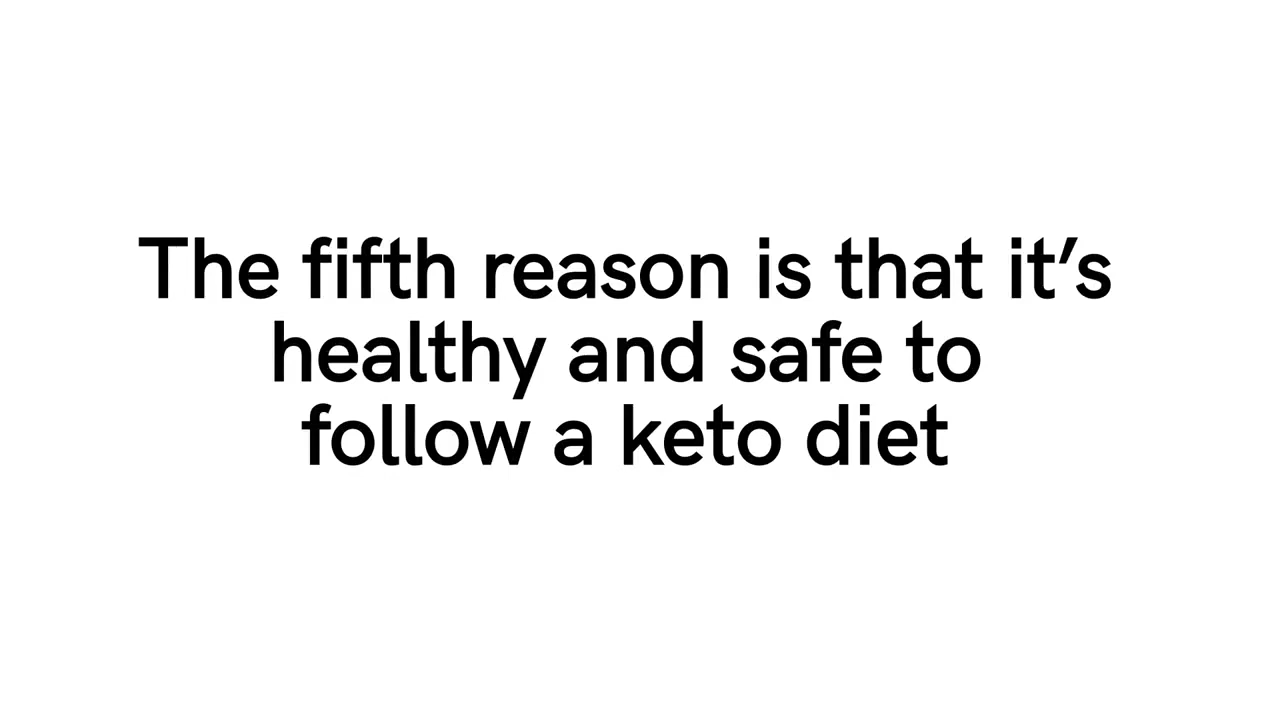 The fifth reason is that it’s
healthy and safe to
follow a keto diet